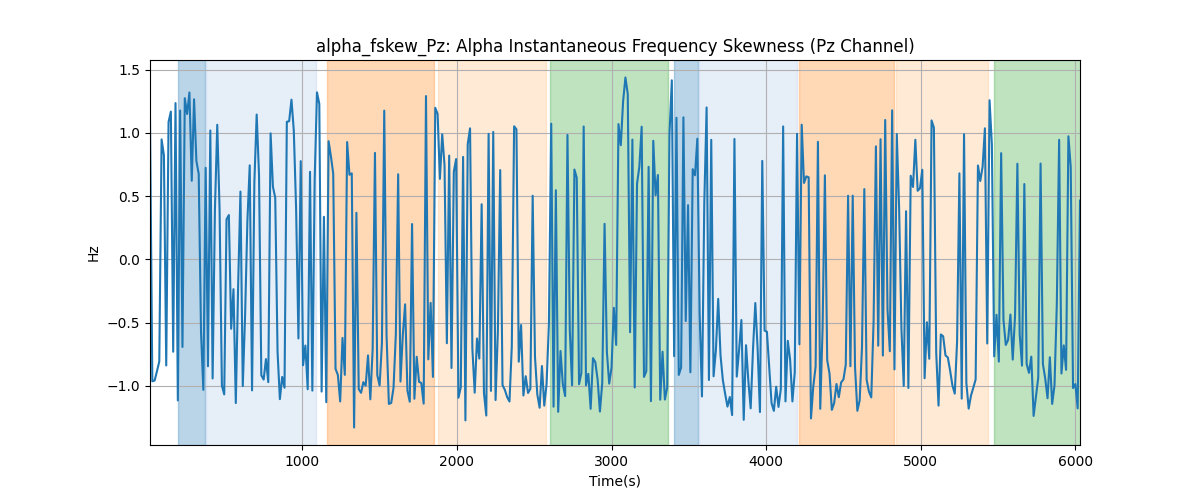 alpha_fskew_Pz: Alpha Instantaneous Frequency Skewness (Pz Channel)
1.5
1.0
0.5
0.0
−0.5
−1.0
Hz
1000 2000 3000 4000 5000 6000
Time(s)